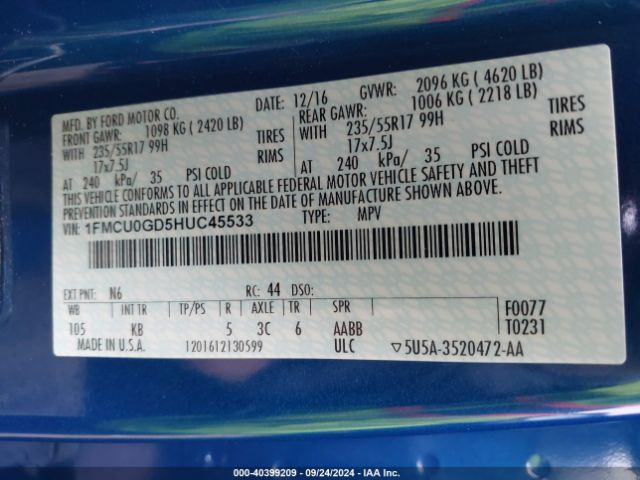 MFD. BY FORD MOTOR CO.
DATE: 12/16
GVWR: 2096 KG ( 4620 LB)
FRONT GAWR: 1098 KG ( 2420 LB)
REAR GAWR: 1006 KG ( 2218 LB)
WITH 235/55R17 99H TIRES
WITH 235/55R17 99H TIRES
17x7.5J RIMS
17x7.5J RIMS
AT 240 kPa/ 35 PSI COLD
AT 240 kPa/ 35 PSI COLD
THIS VEHICLE CONFORMS TO ALL APPLICABLE FEDERAL MOTOR VEHICLE SAFETY AND THEFT
PREVENTION STANDARDS IN EFFECT ON THE DATE OF MANUFACTURE SHOWN ABOVE.
VIN: 1FMCU0GD5HUC45533
TYPE: MPV
EXT PNT: N6 RC: 44 DSO:
WB INT TR TP/PS R AXLE TR SPR
F0077
105 KB 5 3C 6 AABB
T0231
MADE IN U.S.A. 1201612130599 ULC ▽5U5A-3520472-AA
000-40399209 - 09/24/2024 - IAA Inc.